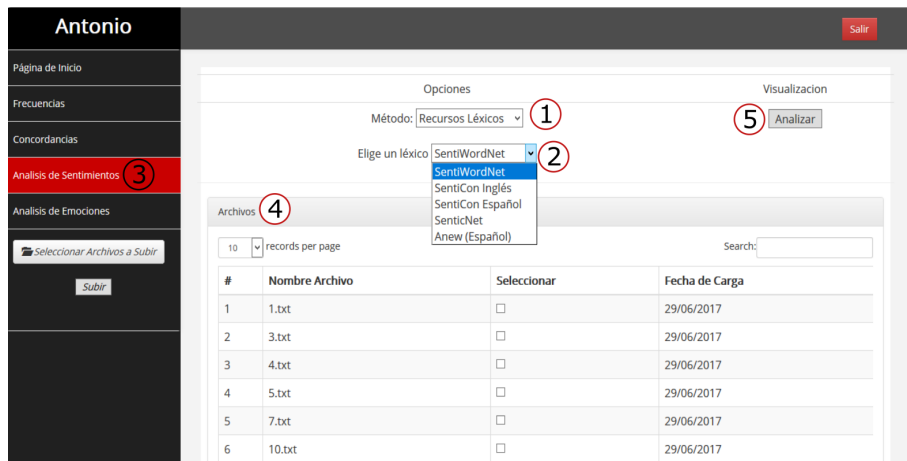 Antonio
Salir
Página de Inicio
Frecuencias
Concordancias
Analisis de Sentimientos 3
Analisis de Emociones
Seleccionar Archivos a Subir
Subir
Opciones Visualizacion
Método: Recursos Léxicos 1 5 Analizar
Elige un léxico SentiWordNet 2
SentiWordNet
SentiCon Inglés
SentiCon Español
SenticNet
Anew (Español)
Archivos 4
10 records per page Search:
# Nombre Archivo Seleccionar Fecha de Carga
1 1.txt 29/06/2017
2 3.txt 29/06/2017
3 4.txt 29/06/2017
4 5.txt 29/06/2017
5 7.txt 29/06/2017
6 10.txt 29/06/2017